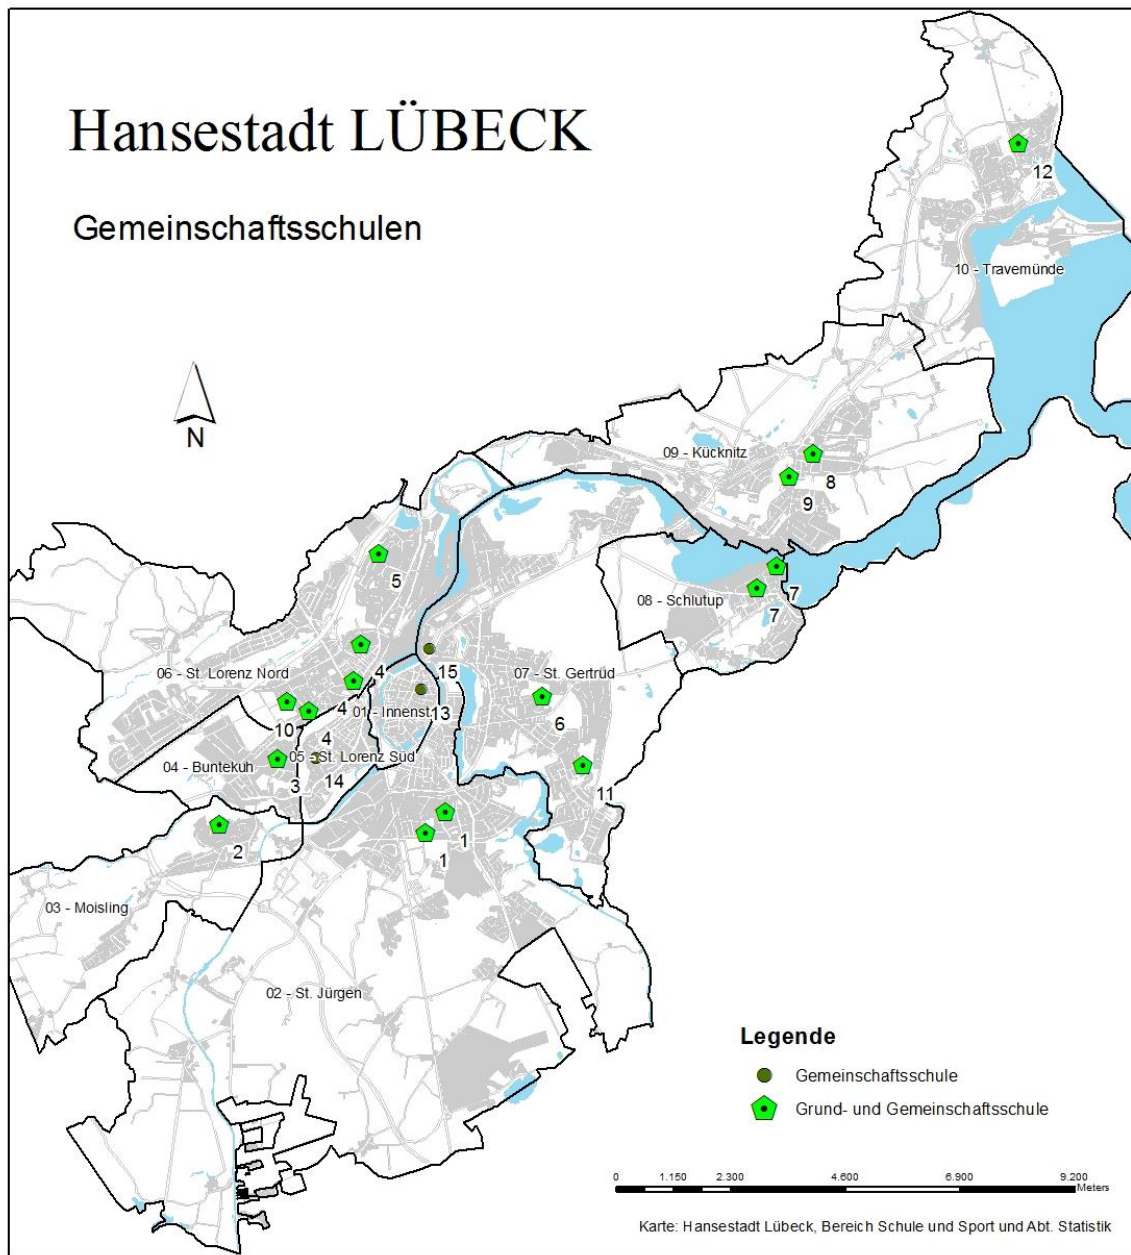 Hansestadt LÜBECK
Gemeinschaftsschulen
12
10 - Travemünde
N
09 - Kücknitz
8
9
5
7
08 - Schlutup
7
06 - St. Lorenz Nord
4
15
07 - St. Gertrud
4
01 - Innenst.
13
6
10
4
05 - St. Lorenz Süd
04 - Buntekuh
3
14
11
1
2
1
03 - Moisling
02 - St. Jürgen
Legende
Gemeinschaftsschule
Grund- und Gemeinschaftsschule
0 1.150 2.300 4.600 6.900 9.200
Meters
Karte: Hansestadt Lübeck, Bereich Schule und Sport und Abt. Statistik